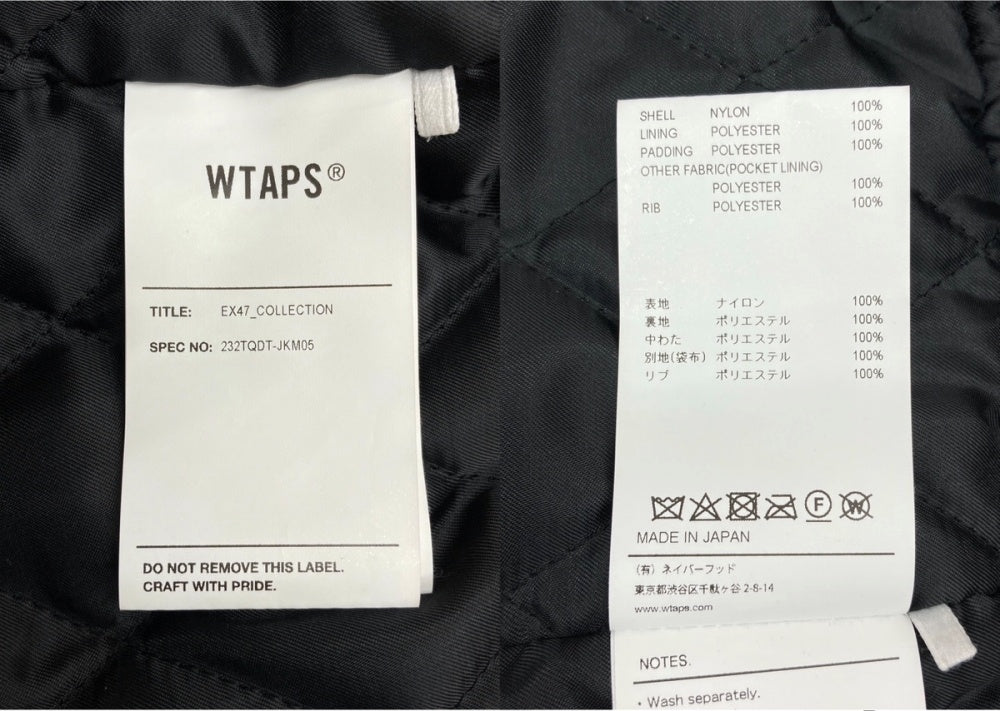 WTAPS®
TITLE: EX47_COLLECTION
SPEC NO: 232TQDT-JKM05
DO NOT REMOVE THIS LABEL.
CRAFT WITH PRIDE.
SHELL NYLON 100%
LINING POLYESTER 100%
PADDING POLYESTER 100%
OTHER FABRIC(POCKET LINING)
POLYESTER 100%
RIB POLYESTER 100%
表地 ナイロン 100%
裏地 ポリエステル 100%
中わた ポリエステル 100%
別地(袋布) ポリエステル 100%
リブ ポリエステル 100%
F W
MADE IN JAPAN
(有) ネイバーフッド
東京都渋谷区千駄ヶ谷 2-8-14
www.wtaps.com
NOTES.
・Wash separately.